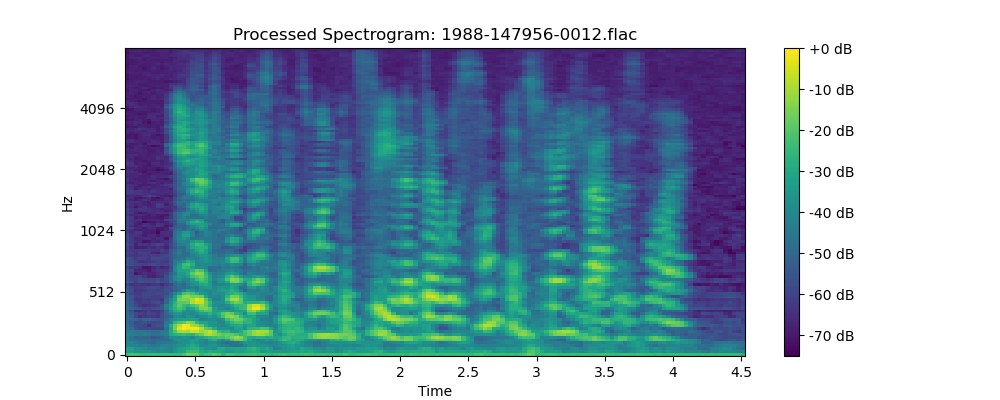 Processed Spectrogram: 1988-147956-0012.flac
+0 dB
-10 dB
-20 dB
-30 dB
-40 dB
-50 dB
-60 dB
-70 dB
4096
2048
1024
512
0
Hz
0 0.5 1 1.5 2 2.5 3 3.5 4 4.5
Time